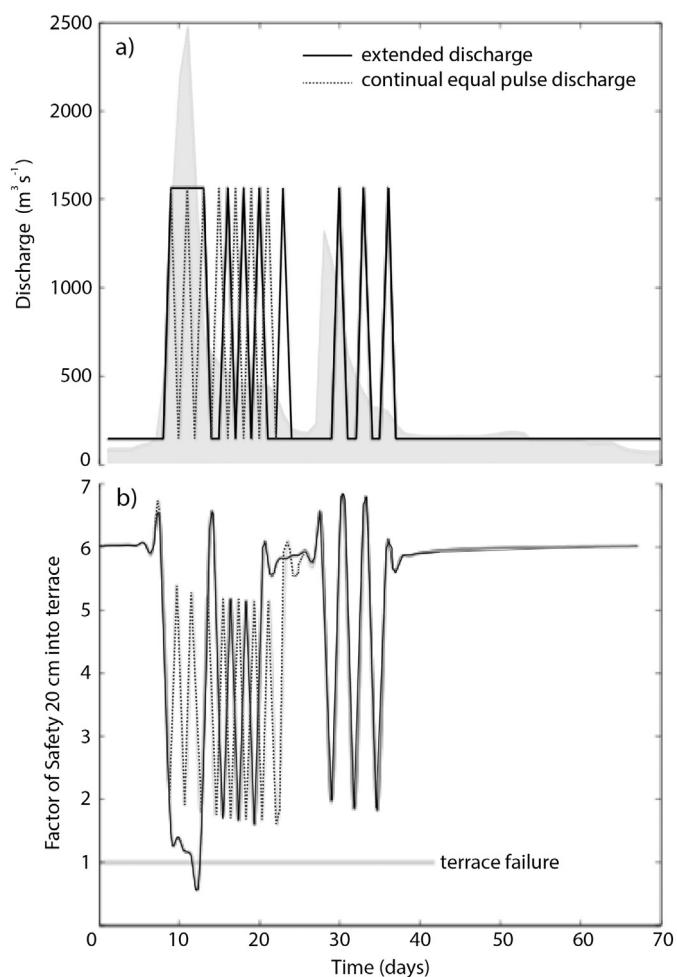 2500
a)
extended discharge
continual equal pulse discharge
2000
1500
Discharge (m³ s⁻¹)
1000
500
0
7
b)
6
5
Factor of Safety 20 cm into terrace
4
3
2
1
terrace failure
0 10 20 30 40 50 60 70
Time (days)